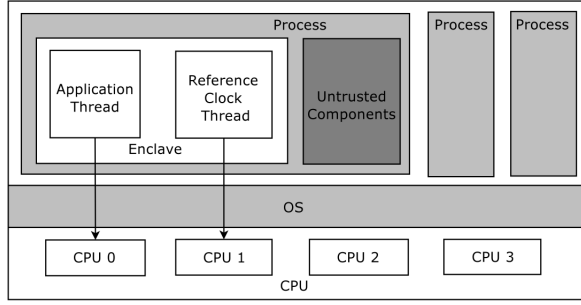 Process
Process
Process
Application
Thread
Reference
Clock
Thread
Untrusted
Components
Enclave
OS
CPU 0
CPU 1
CPU 2
CPU 3
CPU